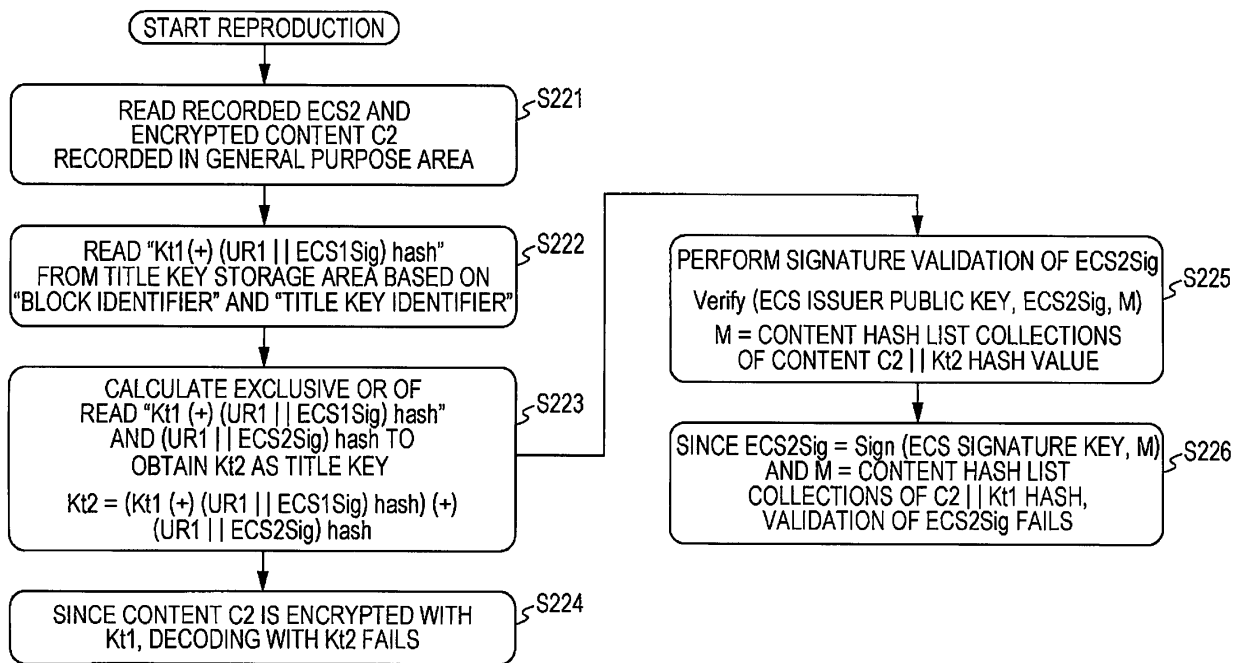 START REPRODUCTION
S221
READ RECORDED ECS2 AND
ENCRYPTED CONTENT C2
RECORDED IN GENERAL PURPOSE AREA
S222
READ “Kt1 (+) (UR1 || ECS1Sig) hash”
FROM TITLE KEY STORAGE AREA BASED ON
“BLOCK IDENTIFIER” AND “TITLE KEY IDENTIFIER”
S223
CALCULATE EXCLUSIVE OR OF
READ “Kt1 (+) (UR1 || ECS1Sig) hash”
AND (UR1 || ECS2Sig) hash TO
OBTAIN Kt2 AS TITLE KEY
Kt2 = (Kt1 (+) (UR1 || ECS1Sig) hash) (+)
(UR1 || ECS2Sig) hash
S224
SINCE CONTENT C2 IS ENCRYPTED WITH
Kt1, DECODING WITH Kt2 FAILS
S225
PERFORM SIGNATURE VALIDATION OF ECS2Sig
Verify (ECS ISSUER PUBLIC KEY, ECS2Sig, M)
M = CONTENT HASH LIST COLLECTIONS
OF CONTENT C2 || Kt2 HASH VALUE
S226
SINCE ECS2Sig = Sign (ECS SIGNATURE KEY, M)
AND M = CONTENT HASH LIST
COLLECTIONS OF C2 || Kt1 HASH,
VALIDATION OF ECS2Sig FAILS